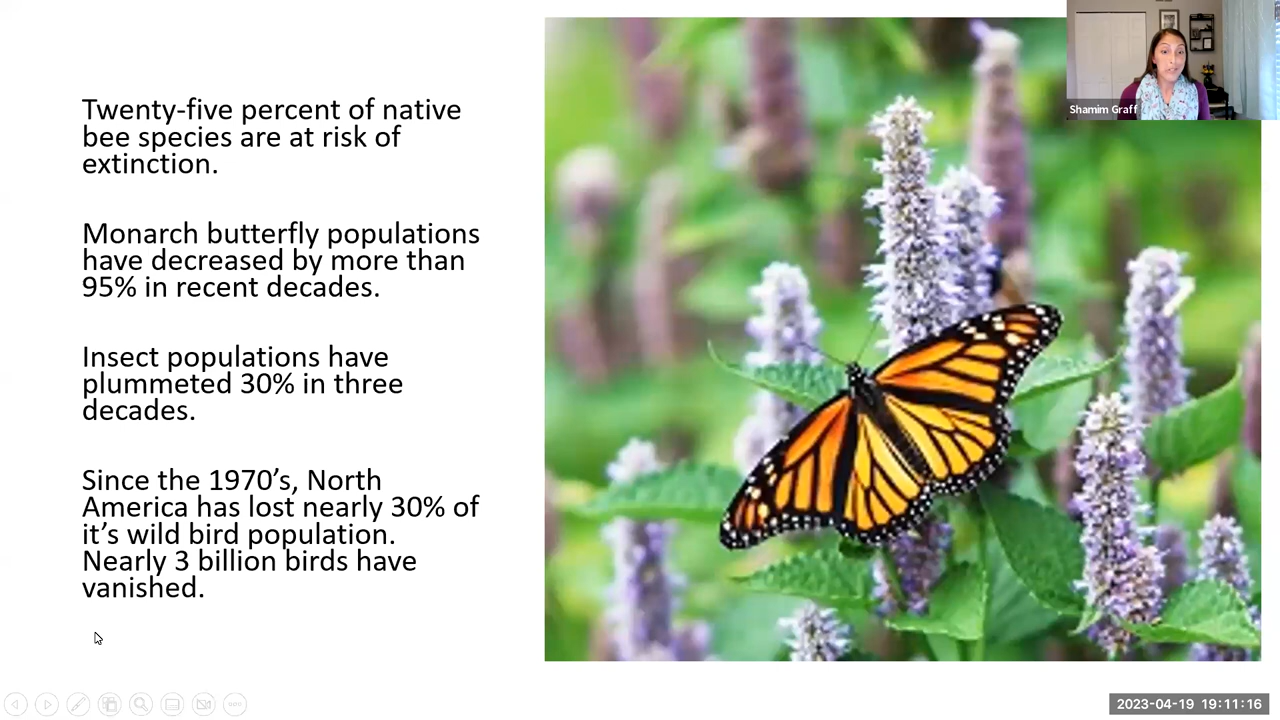 Twenty-five percent of native
bee species are at risk of
extinction.
Monarch butterfly populations
have decreased by more than
95% in recent decades.
Insect populations have
plummeted 30% in three
decades.
Since the 1970’s, North
America has lost nearly 30% of
it’s wild bird population.
Nearly 3 billion birds have
vanished.
Shamim Graff
2023-04-19 19:11:16